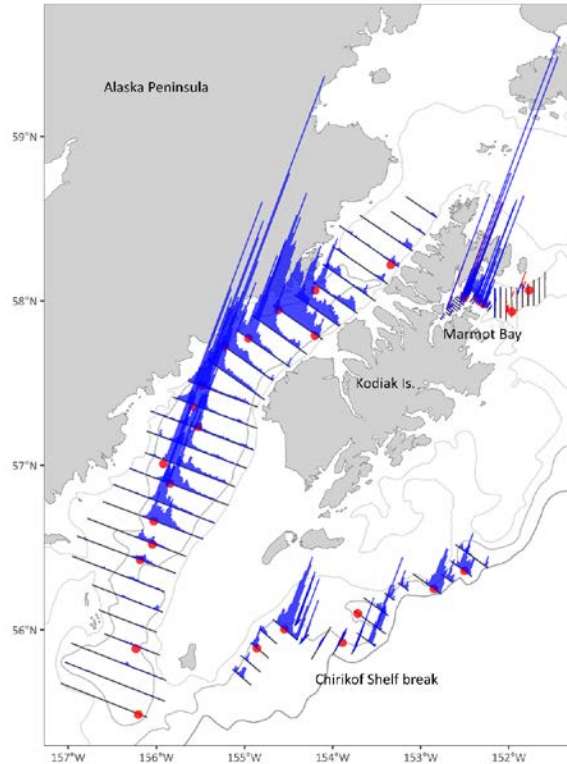 Alaska Peninsula
59°N
58°N
Marmot Bay
Kodiak Is.
57°N
56°N
Chirikof Shelf break
157°W 156°W 155°W 154°W 153°W 152°W